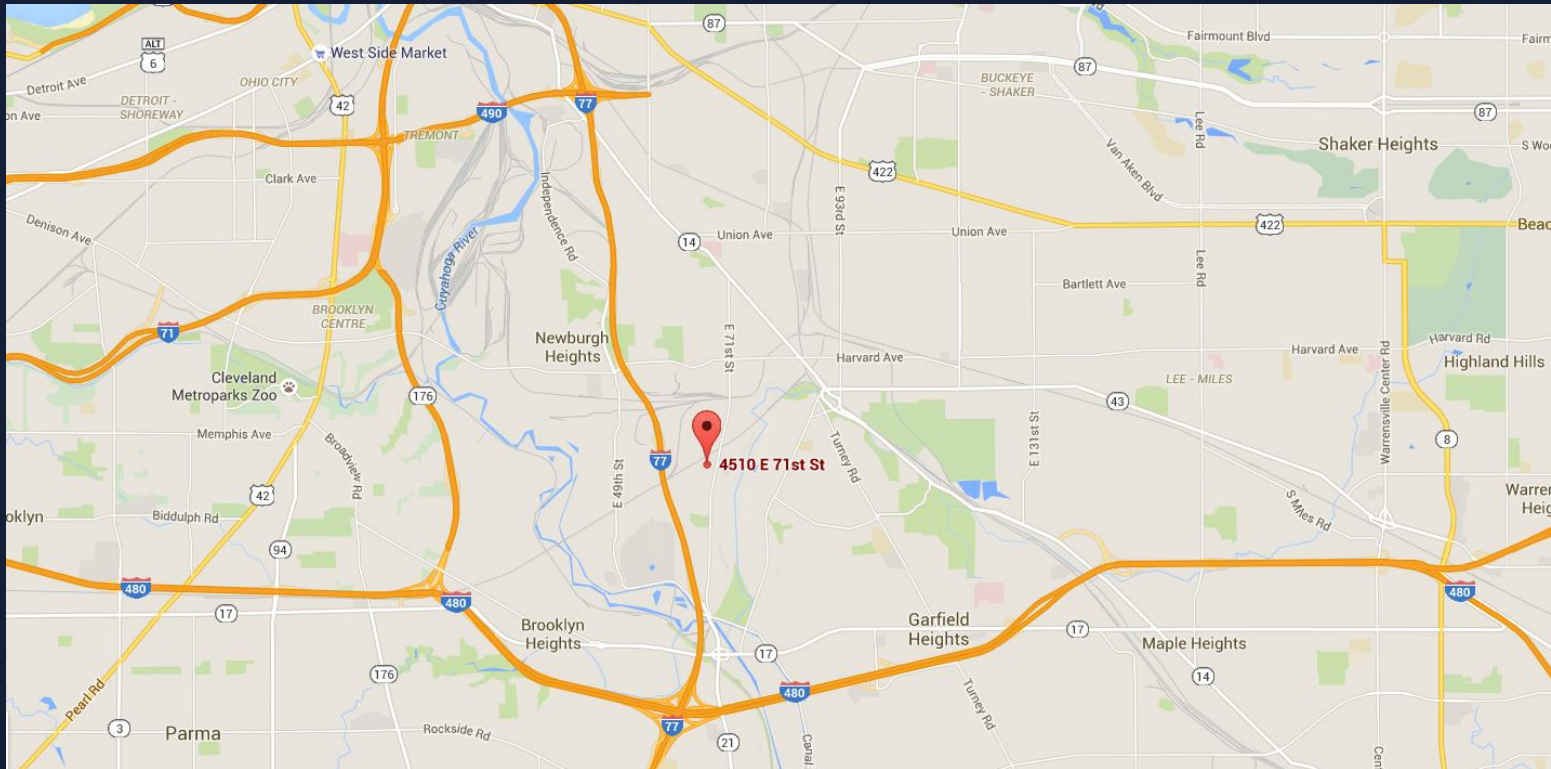 87
Fairmount Blvd
Fairm
ALT
6
West Side Market
Detroit Ave
OHIO CITY
DETROIT -
SHOREWAY
42
490
77
87
BUCKEYE
- SHAKER
87
on Ave
TREMONT
Lee Rd
Shaker Heights
S Woo
Clark Ave
422
Van Aken Blvd
Independence Rd
E 93rd St
Denison Ave
Cuyahoga River
14
Union Ave
Union Ave
422
Beac
Lee Rd
Bartlett Ave
BROOKLYN
CENTRE
71
Newburgh
Heights
E 71st St
Harvard Ave
Harvard Ave
Harvard Rd
Highland Hills
Warrensville Center Rd
Cleveland
Metroparks Zoo
176
LEE - MILES
43
Memphis Ave
Broadview Rd
E 49th St
77
4510 E 71st St
Turney Rd
E 131st St
8
42
S Miles Rd
Warren
Heig
oklyn
Biddulph Rd
94
480
480
480
17
Brooklyn
Heights
Garfield
Heights
17
Maple Heights
17
176
480
14
Pearl Rd
3
Parma
Rockside Rd
77
21
Canal
Turney Rd
Cent